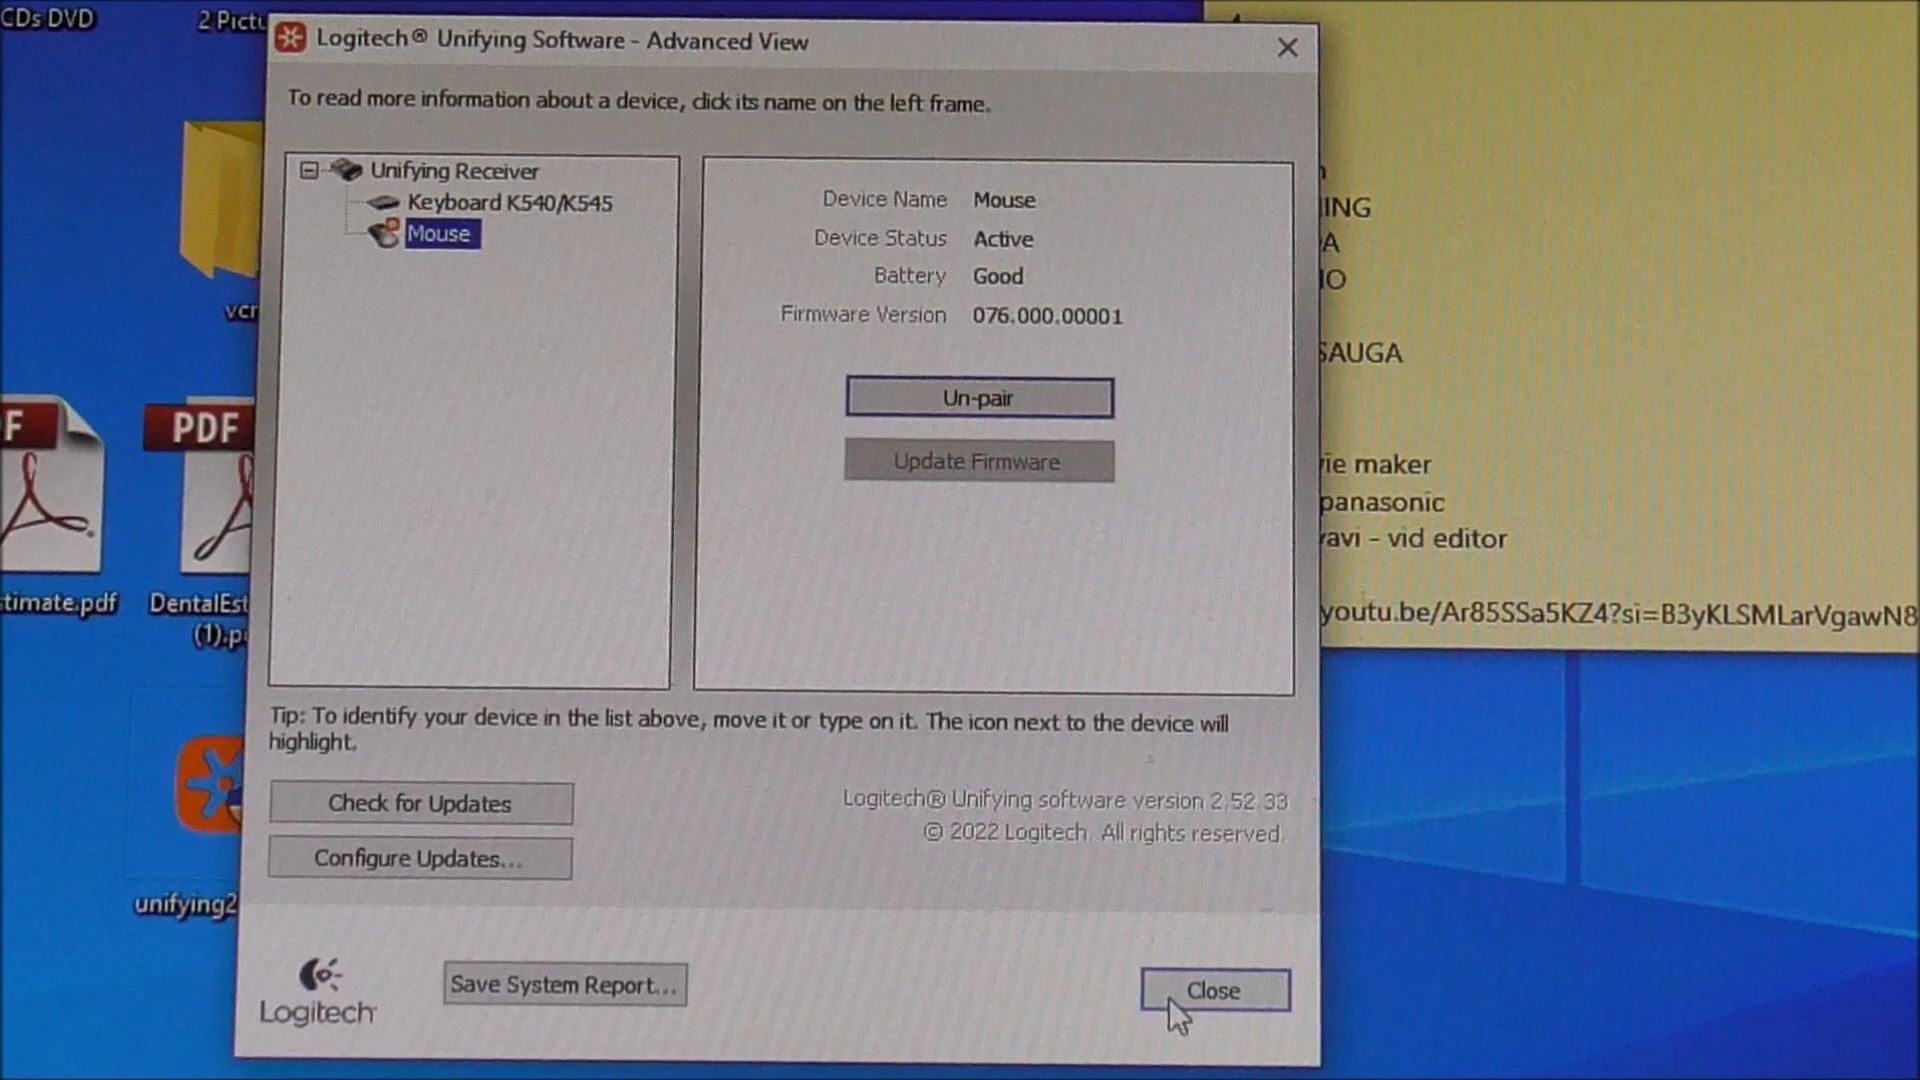 CDs DVD
2 Pictu
Logitech® Unifying Software - Advanced View
To read more information about a device, click its name on the left frame.
Unifying Receiver
Keyboard K540/K545
Mouse
Device Name Mouse
Device Status Active
Battery Good
Firmware Version 076.000.00001
Un-pair
Update Firmware
Tip: To identify your device in the list above, move it or type on it. The icon next to the device will
highlight.
Check for Updates
Configure Updates...
Logitech® Unifying software version 2.52.33
© 2022 Logitech. All rights reserved.
Logitech
Save System Report...
Close
vcr
F
PDF
timate.pdf
DentalEst
(1).p
unifying2
ING
A
IO
SAUGA
ie maker
panasonic
avi - vid editor
youtu.be/Ar85SSa5KZ4?si=B3yKLSMLarVgawN8